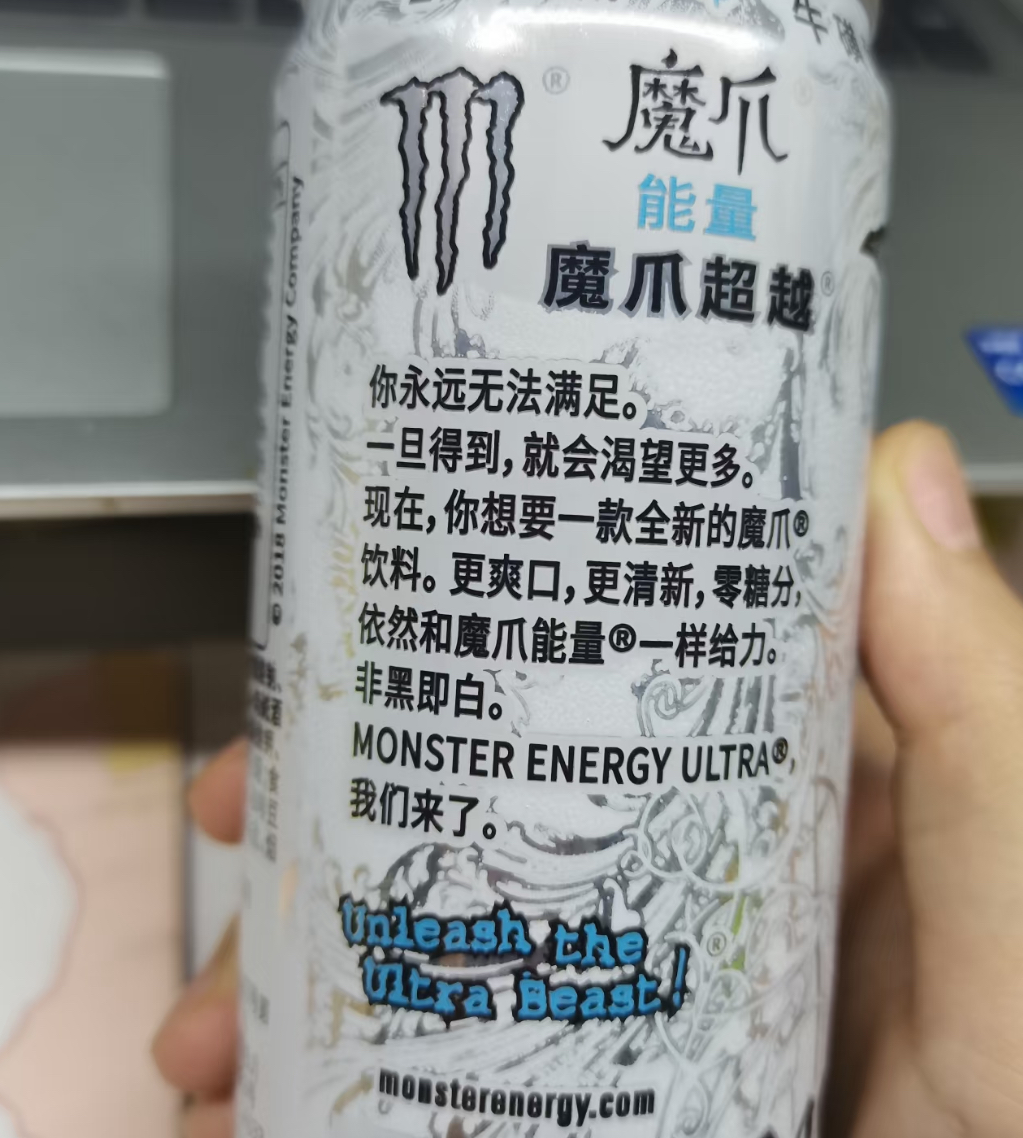 魔爪
能量
魔爪超越®
你永远无法满足。
一旦得到，就会渴望更多。
现在，你想要一款全新的魔爪®
饮料。更爽口，更清新，零糖分，
依然和魔爪能量®一样给力。
非黑即白。
MONSTER ENERGY ULTRA®,
我们来了。
Unleash the
Ultra Beast!®
monsterenergy.com
© 2018 Monster Energy Company